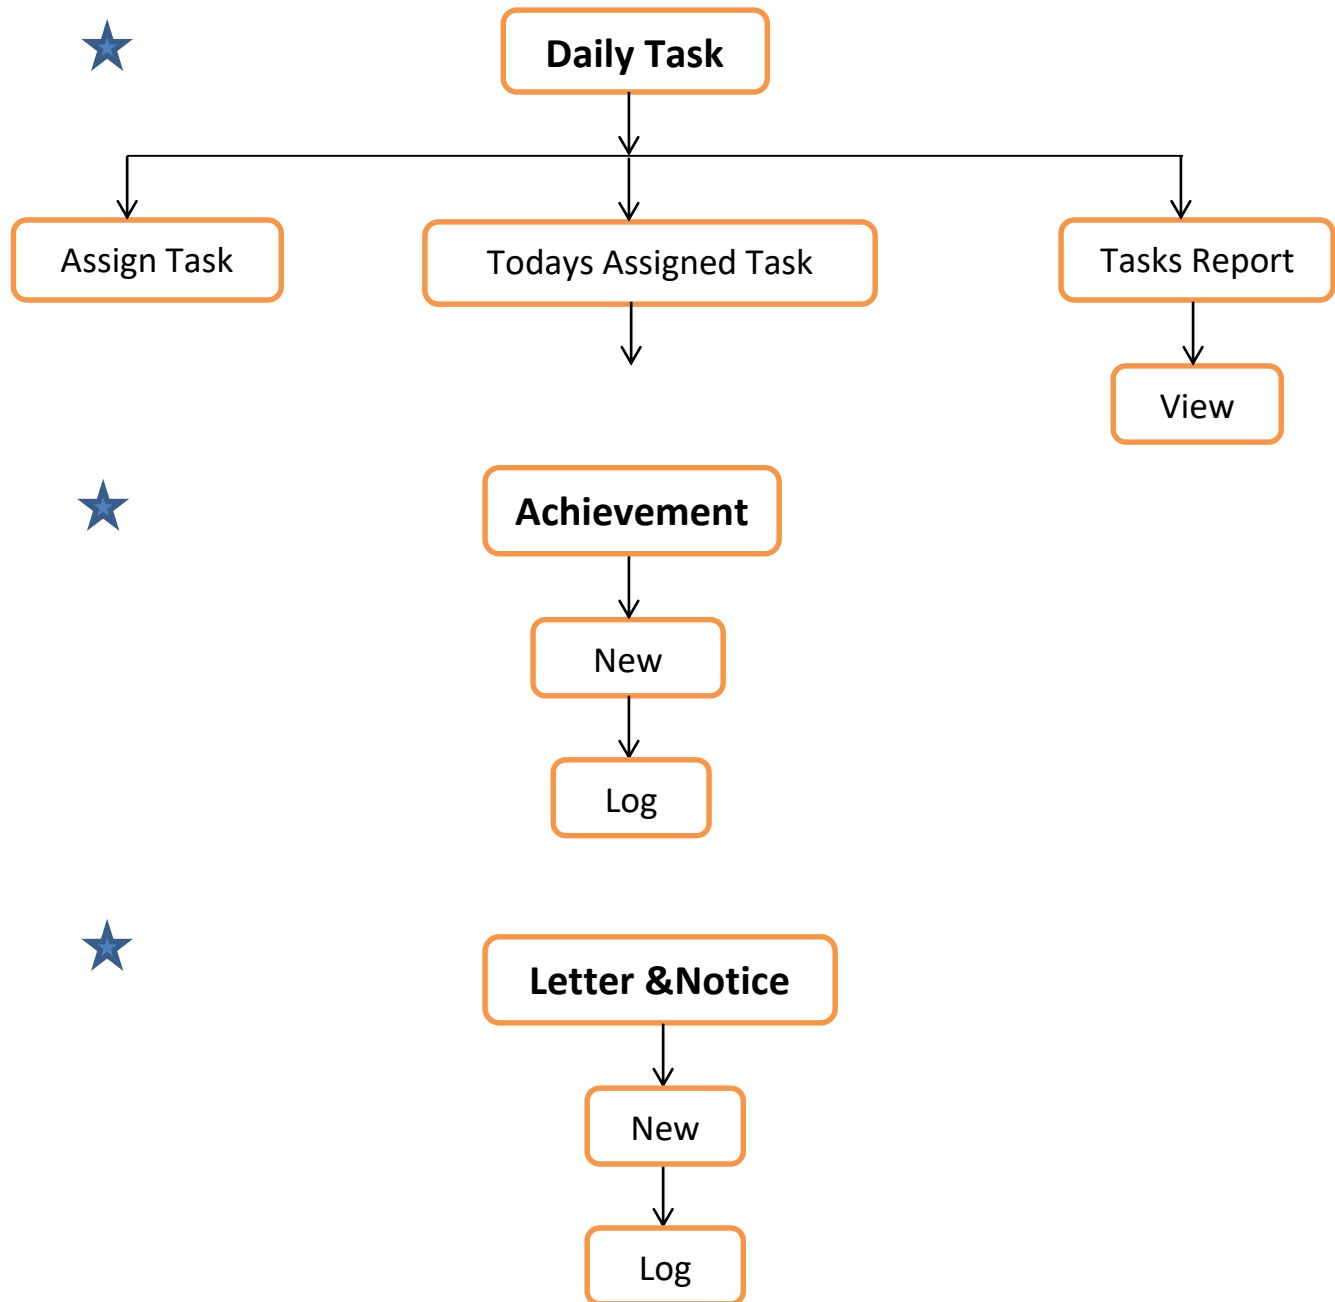 Daily Task
Assign Task
Todays Assigned Task
Tasks Report
View
Achievement
New
Log
Letter &Notice
New
Log